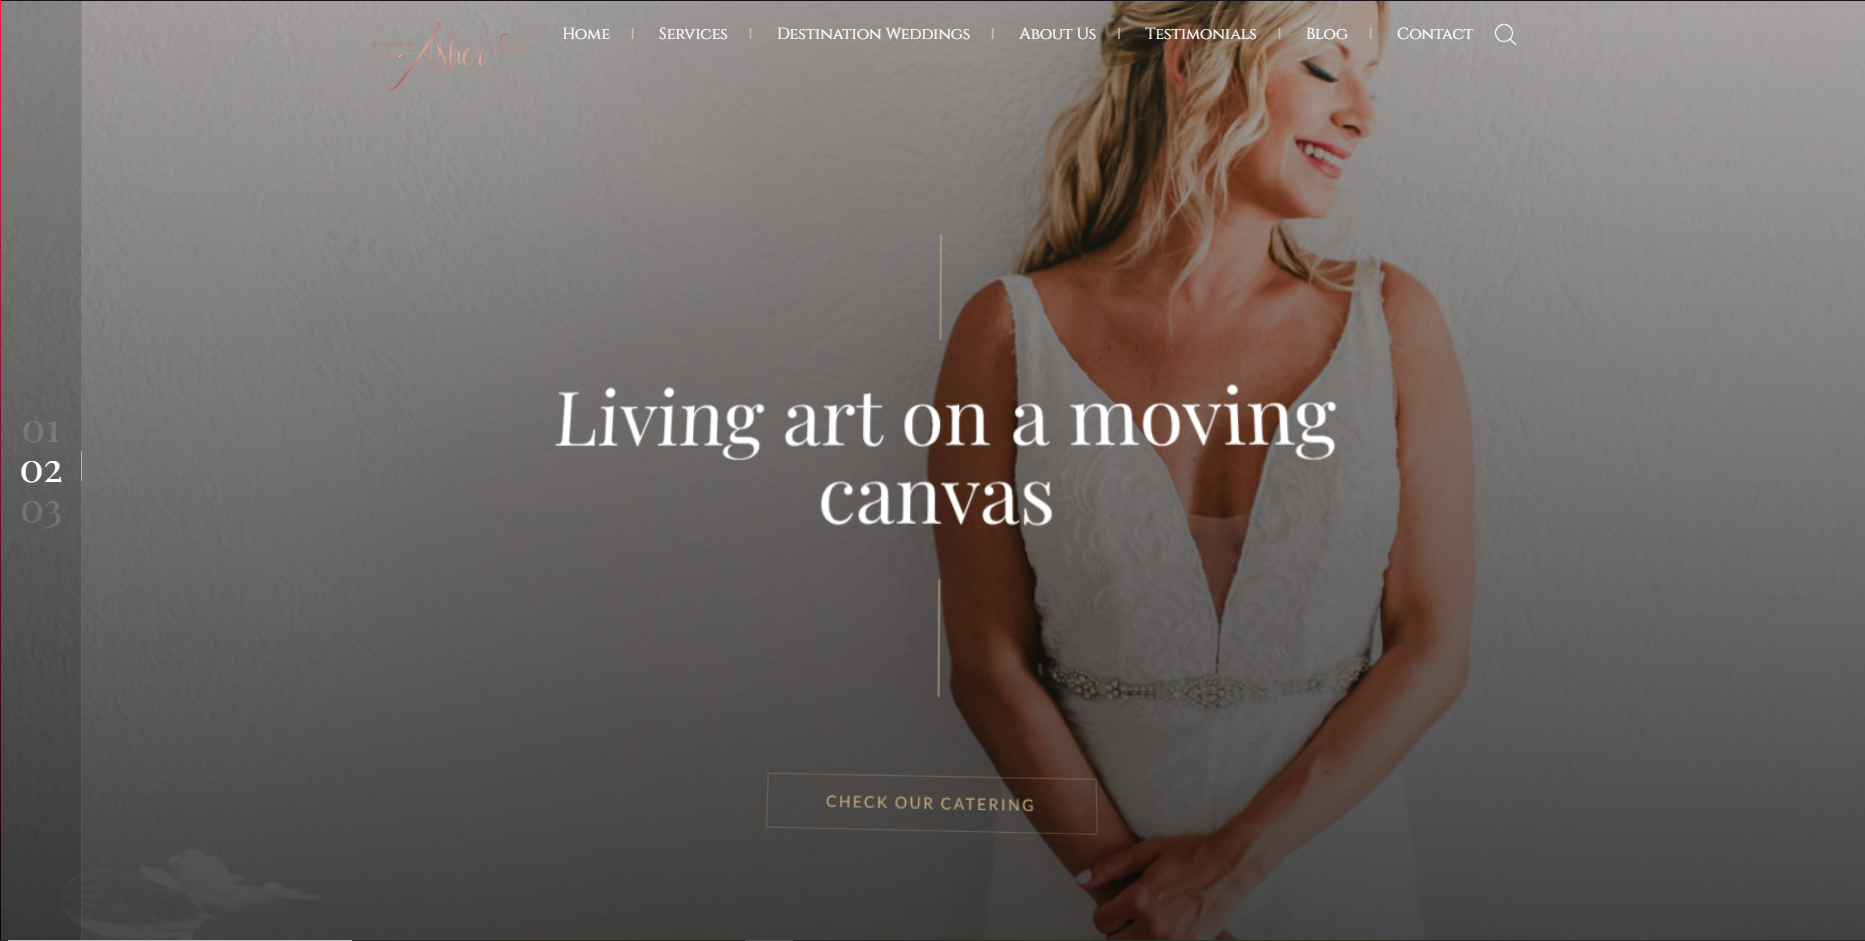 Asher
Home
Services
Destination Weddings
About Us
Testimonials
Blog
Contact
01
02
03
Living art on a moving
canvas
CHECK OUR CATERING